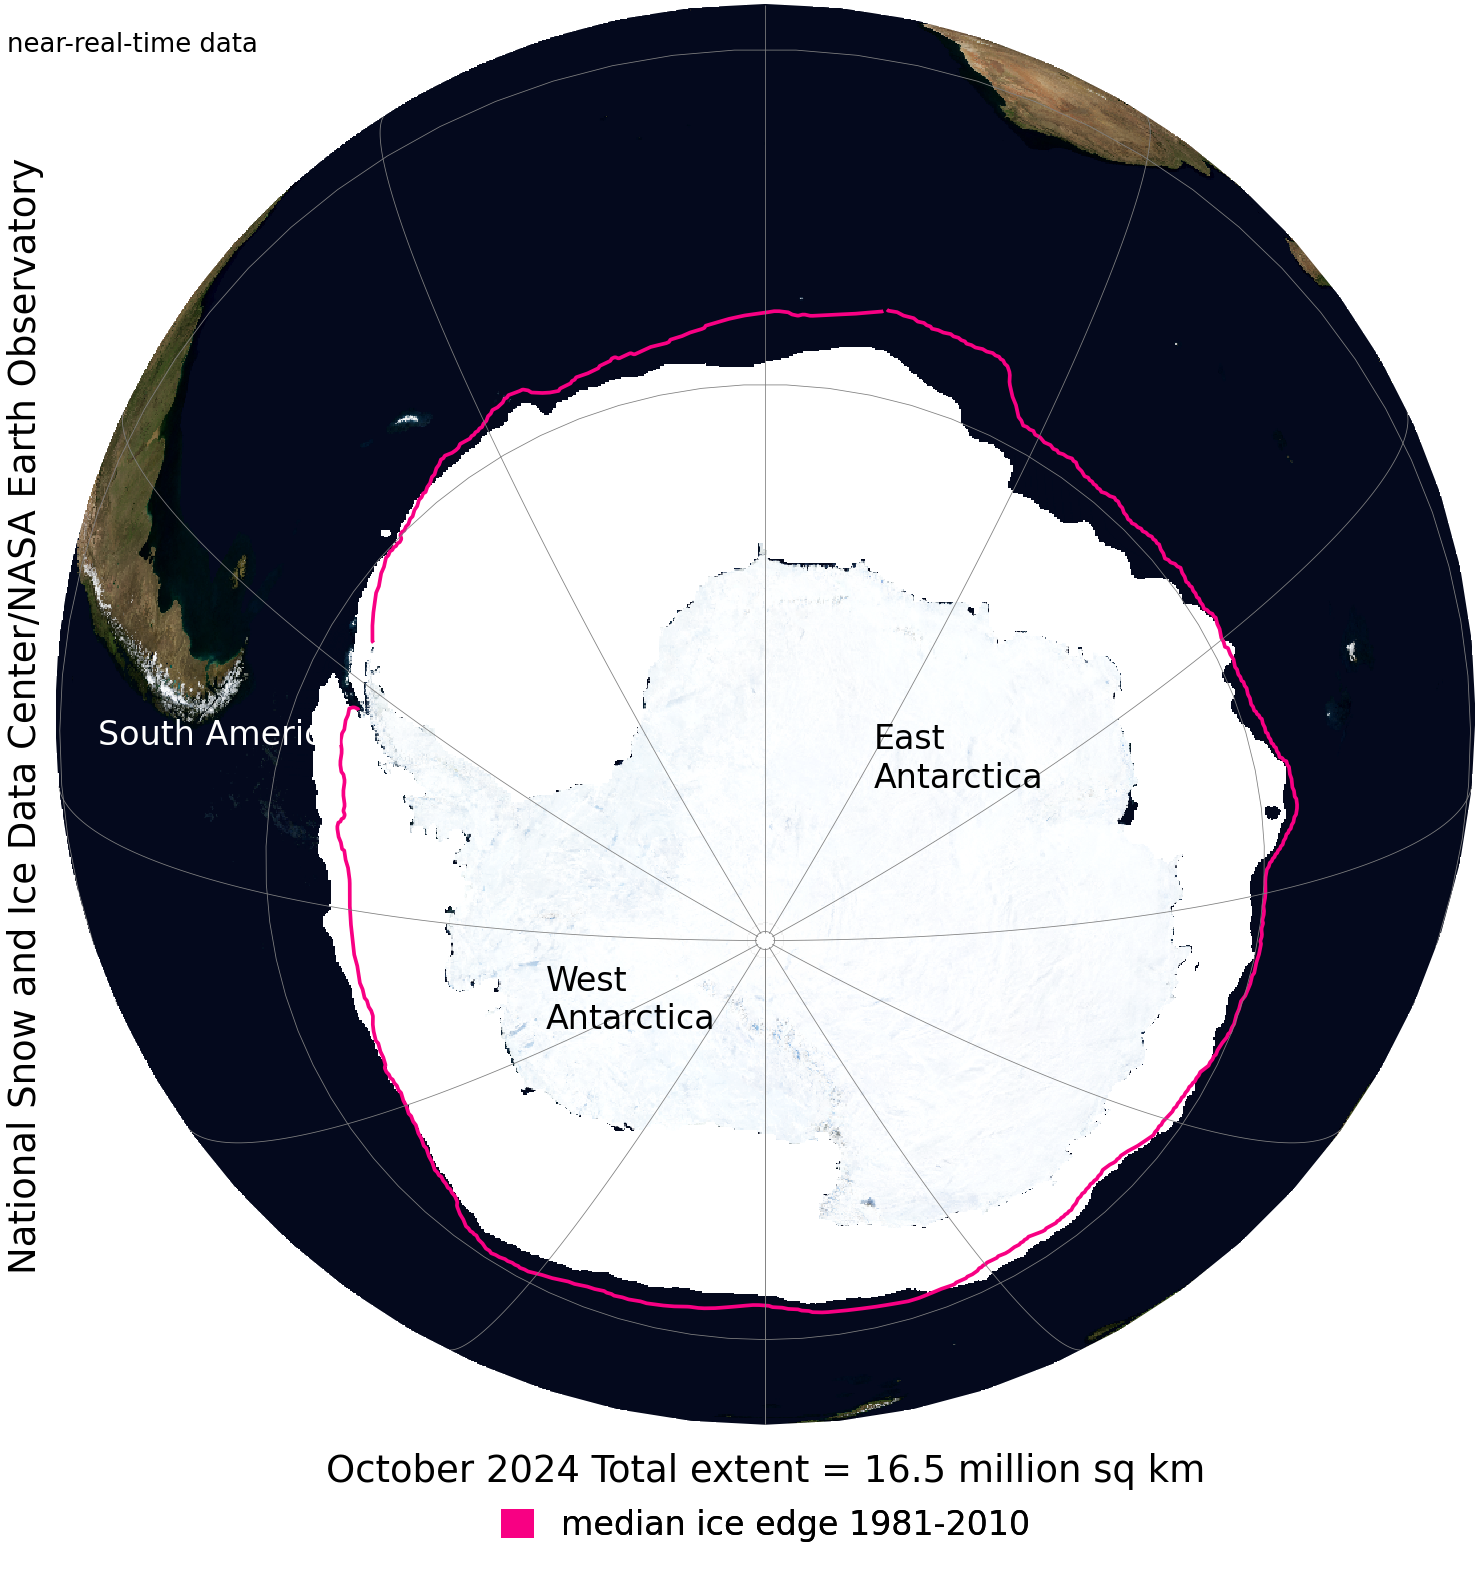 near-real-time data
National Snow and Ice Data Center/NASA Earth Observatory
South Americ
East
Antarctica
West
Antarctica
October 2024 Total extent = 16.5 million sq km
median ice edge 1981-2010